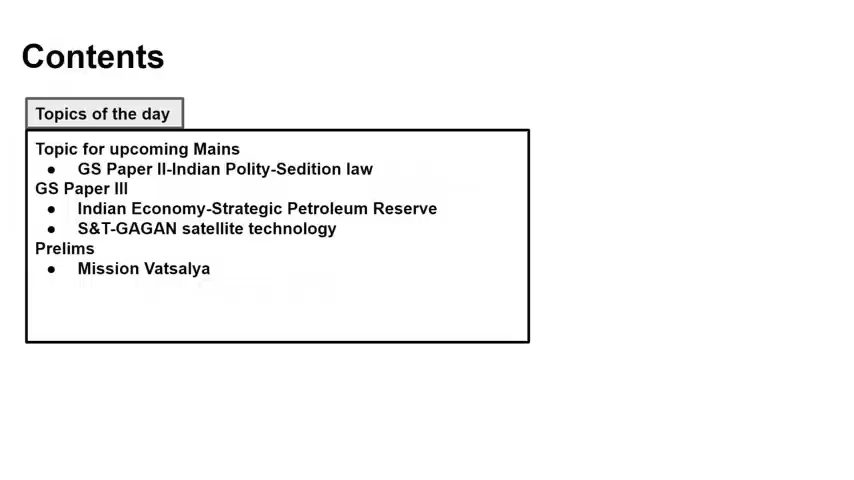 Contents
Topics of the day
Topic for upcoming Mains
● GS Paper II-Indian Polity-Sedition law
GS Paper III
● Indian Economy-Strategic Petroleum Reserve
● S&T-GAGAN satellite technology
Prelims
● Mission Vatsalya